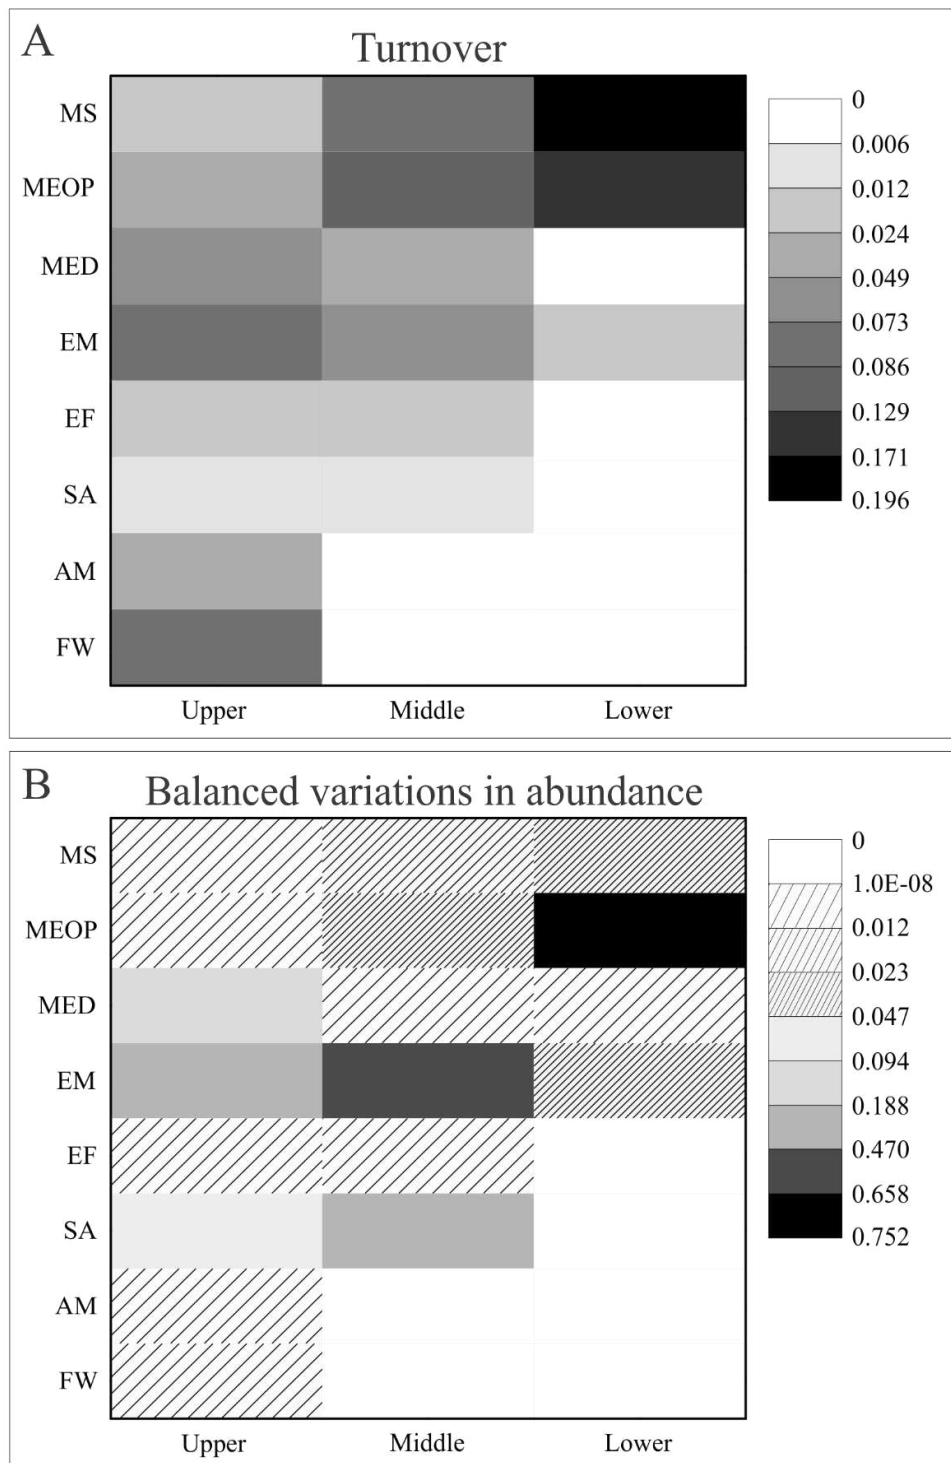 A
Turnover
MS
MEOP
MED
EM
EF
SA
AM
FW
Upper Middle Lower
0
0.006
0.012
0.024
0.049
0.073
0.086
0.129
0.171
0.196
B
Balanced variations in abundance
MS
MEOP
MED
EM
EF
SA
AM
FW
Upper Middle Lower
0
1.0E-08
0.012
0.023
0.047
0.094
0.188
0.470
0.658
0.752